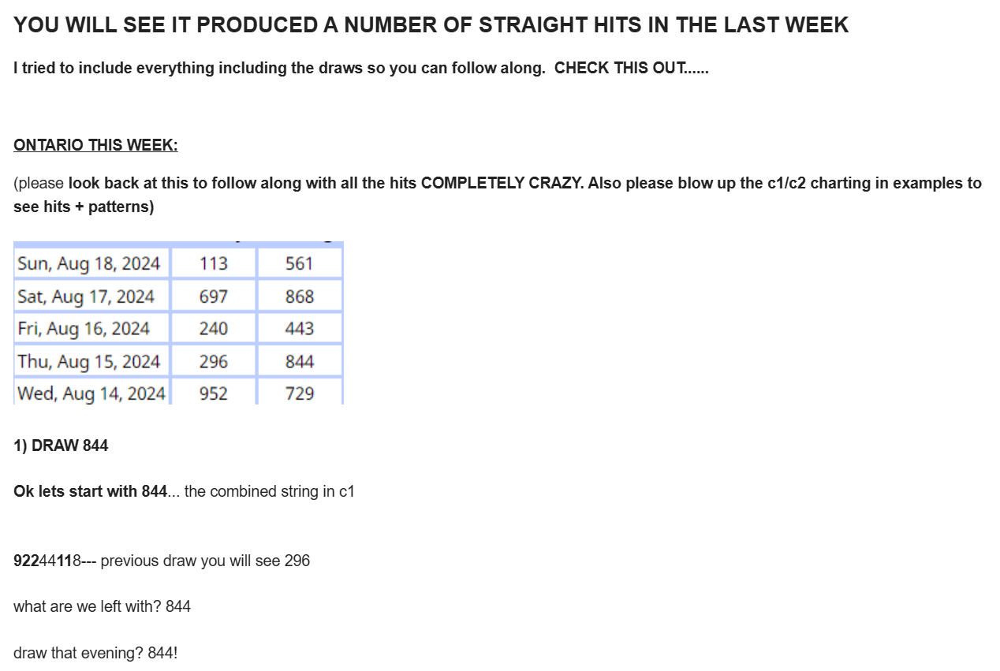 YOU WILL SEE IT PRODUCED A NUMBER OF STRAIGHT HITS IN THE LAST WEEK
I tried to include everything including the draws so you can follow along.  CHECK THIS OUT......
ONTARIO THIS WEEK:
(please look back at this to follow along with all the hits COMPLETELY CRAZY. Also please blow up the c1/c2 charting in examples to
see hits + patterns)
Sun, Aug 18, 2024 113 561
Sat, Aug 17, 2024 697 868
Fri, Aug 16, 2024 240 443
Thu, Aug 15, 2024 296 844
Wed, Aug 14, 2024 952 729
1) DRAW 844
Ok lets start with 844... the combined string in c1
92244118--- previous draw you will see 296
what are we left with? 844
draw that evening? 844!